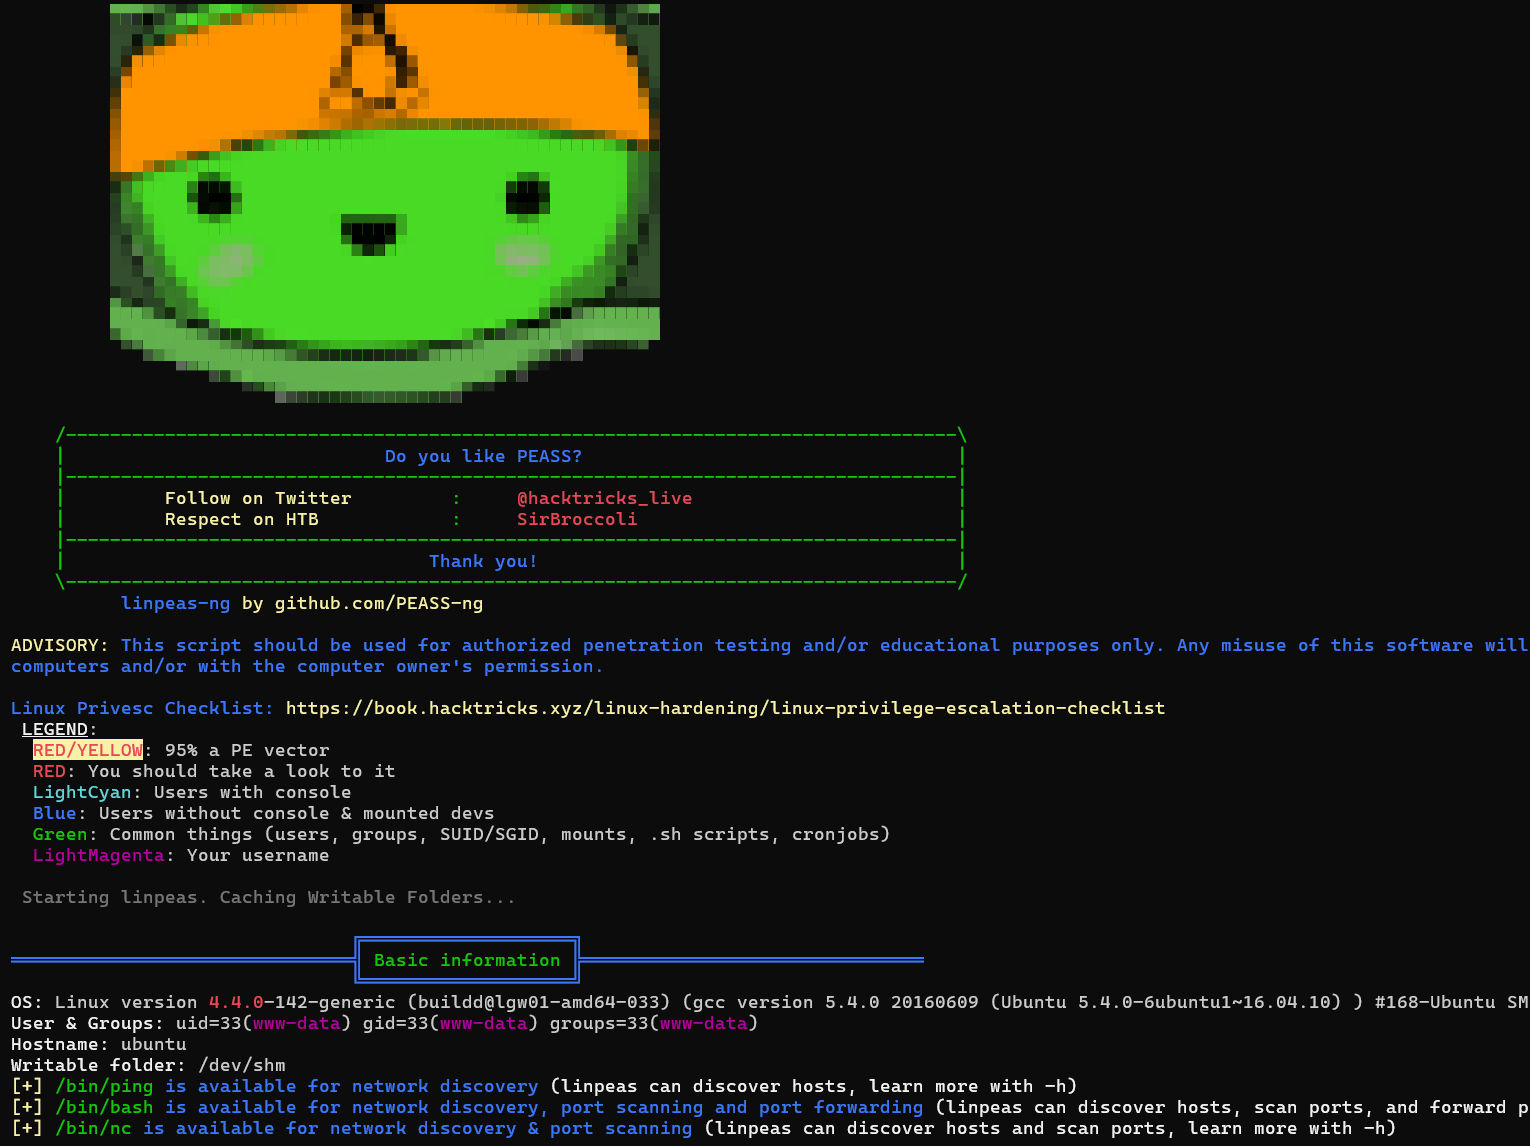 /---------------------------------------------------------------------------------\
| Do you like PEASS? |
|---------------------------------------------------------------------------------|
| Follow on Twitter : @hacktricks_live |
| Respect on HTB : SirBroccoli |
|---------------------------------------------------------------------------------|
| Thank you! |
\---------------------------------------------------------------------------------/
linpeas-ng by github.com/PEASS-ng
ADVISORY: This script should be used for authorized penetration testing and/or educational purposes only. Any misuse of this software will
computers and/or with the computer owner's permission.
Linux Privesc Checklist: https://book.hacktricks.xyz/linux-hardening/linux-privilege-escalation-checklist
LEGEND:
RED/YELLOW: 95% a PE vector
RED: You should take a look to it
LightCyan: Users with console
Blue: Users without console & mounted devs
Green: Common things (users, groups, SUID/SGID, mounts, .sh scripts, cronjobs)
LightMagenta: Your username
Starting linpeas. Caching Writable Folders...
Basic information
OS: Linux version 4.4.0-142-generic (buildd@lgw01-amd64-033) (gcc version 5.4.0 20160609 (Ubuntu 5.4.0-6ubuntu1~16.04.10) ) #168-Ubuntu SM
User & Groups: uid=33(www-data) gid=33(www-data) groups=33(www-data)
Hostname: ubuntu
Writable folder: /dev/shm
[+] /bin/ping is available for network discovery (linpeas can discover hosts, learn more with -h)
[+] /bin/bash is available for network discovery, port scanning and port forwarding (linpeas can discover hosts, scan ports, and forward p
[+] /bin/nc is available for network discovery & port scanning (linpeas can discover hosts and scan ports, learn more with -h)